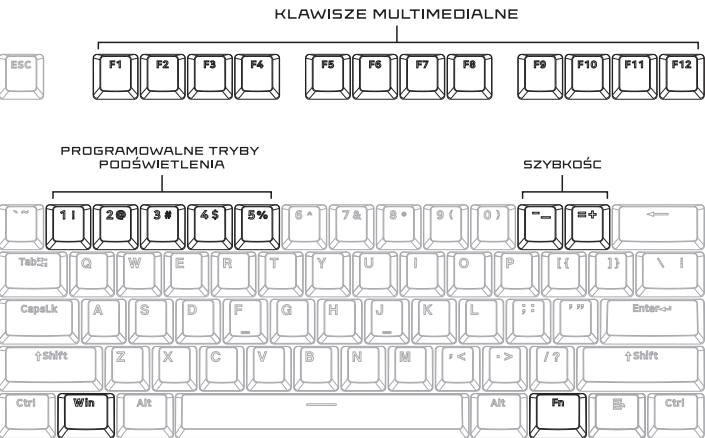 KLAWISZE MULTIMEDIALNE
ESC F1 F2 F3 F4 F5 F6 F7 F8 F9 F10 F11 F12
PROGRAMOWALNE TRYBY
PODŚWIETLENIA
SZYBKOŚC
` ~ 1 ! 2 @ 3 # 4 $ 5 % 6 ^ 7 & 8 * 9 ( 0 ) - _ = +
Tab Q W E R T Y U I O P [ { ] } \ |
CapsLk A S D F G H J K L ; : ' " Enter
Shift Z X C V B N M , < . > / ? Shift
Ctrl Win Alt Alt Fn Ctrl